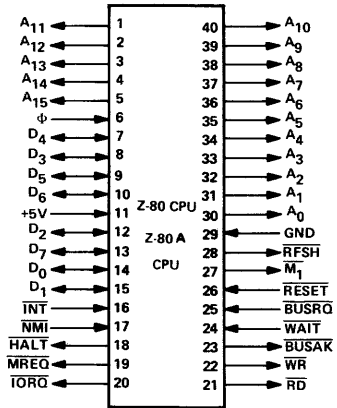 A11 1 40 A10
A12 2 39 A9
A13 3 38 A8
A14 4 37 A7
A15 5 36 A6
Φ 6 35 A5
D4 7 34 A4
D3 8 33 A3
D5 9 32 A2
D6 10 31 A1
Z-80 CPU
+5V 11 30 A0
D2 12 29 GND
Z-80A
D7 13 28 RFSH
CPU
D0 14 27 M1
D1 15 26 RESET
INT 16 25 BUSRQ
NMI 17 24 WAIT
HALT 18 23 BUSAK
MREQ 19 22 WR
IORQ 20 21 RD